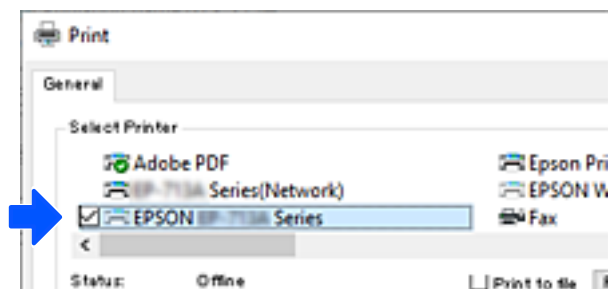 Print
General
Select Printer
Adobe PDF
Epson Pri
Series(Network)
EPSON W
EPSON Series
Fax
Status: Offline
Print to file